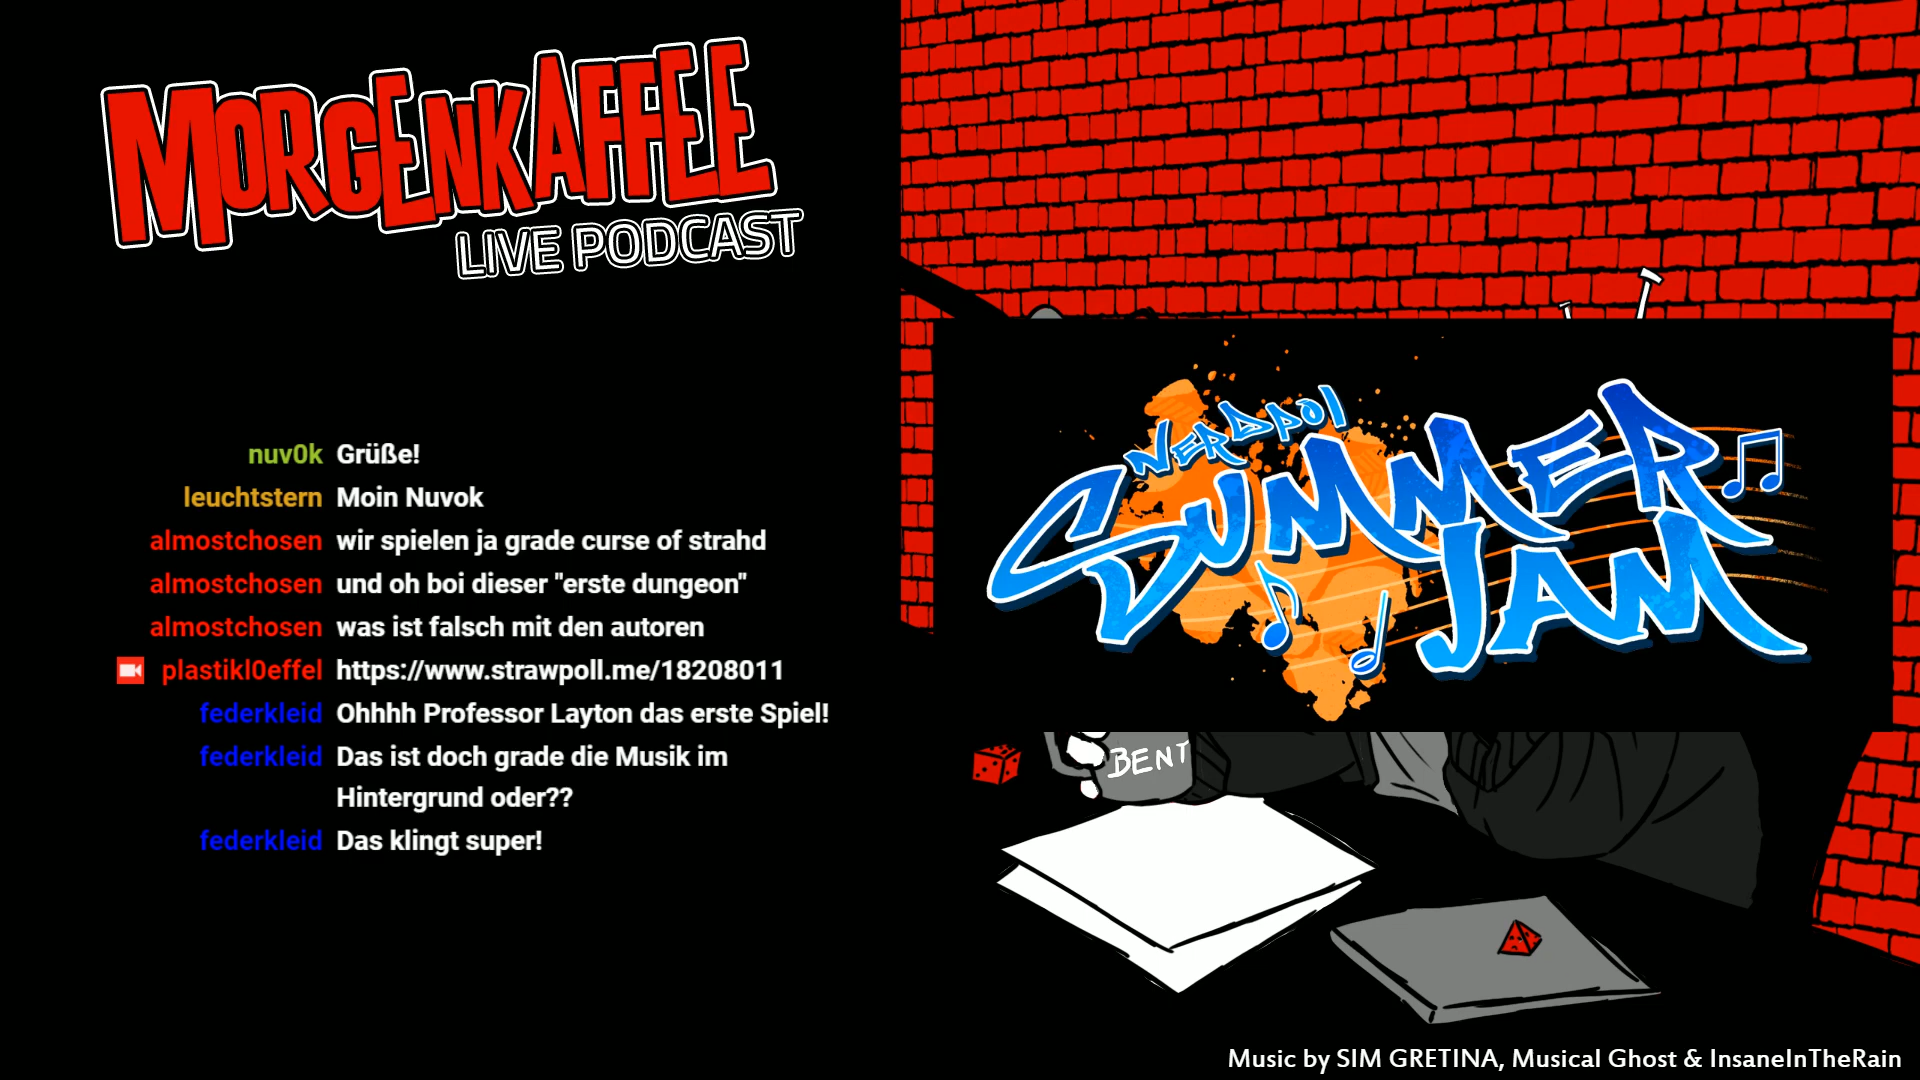 MORGENKAFFEE
LIVE PODCAST
nuv0k Grüße!
leuchtstern Moin Nuvok
almostchosen wir spielen ja grade curse of strahd
almostchosen und oh boi dieser "erste dungeon"
almostchosen was ist falsch mit den autoren
plastikl0effel https://www.strawpoll.me/18208011
federkleid Ohhhh Professor Layton das erste Spiel!
federkleid Das ist doch grade die Musik im
Hintergrund oder??
federkleid Das klingt super!
NERDPOL
SUMMER
JAM
BENT
Music by SIM GRETINA, Musical Ghost & InsaneInTheRain